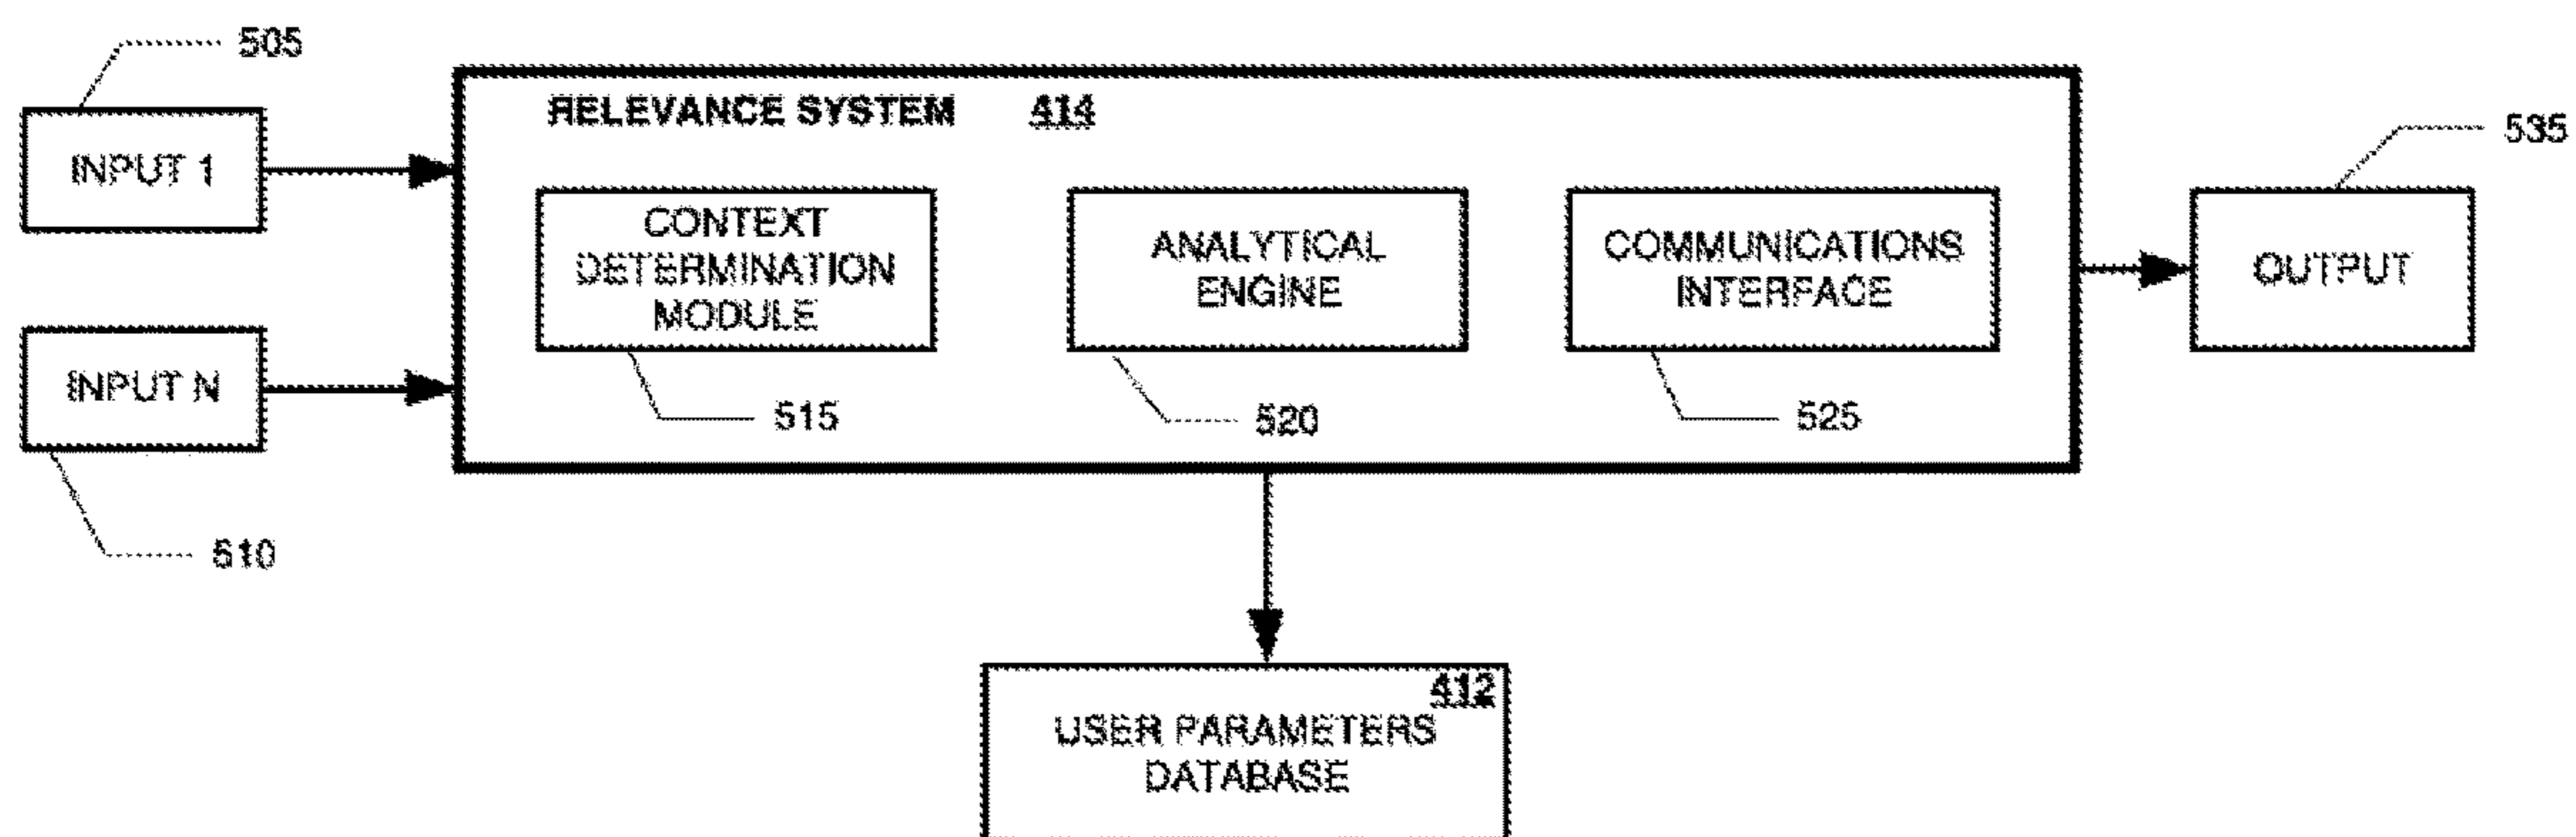 505
RELEVANCE SYSTEM 414
535
INPUT 1
CONTEXT
DETERMINATION
MODULE
ANALYTICAL
ENGINE
COMMUNICATIONS
INTERFACE
OUTPUT
INPUT N
515
520
525
510
412
USER PARAMETERS
DATABASE